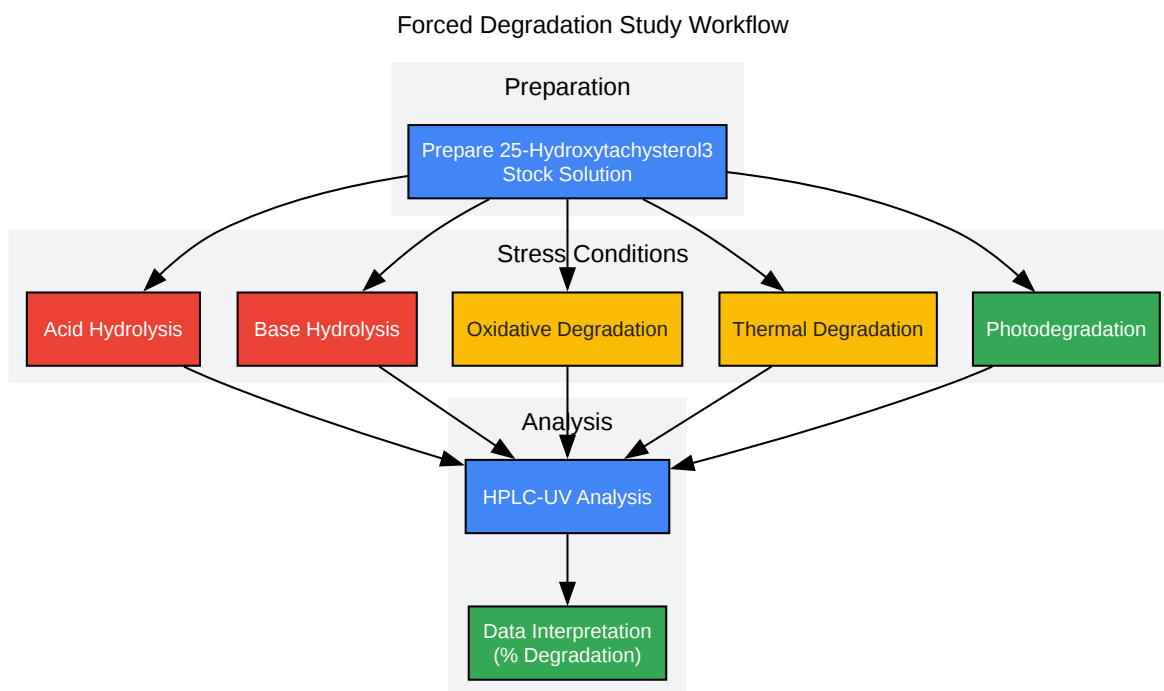 Forced Degradation Study Workflow
Preparation
Prepare 25-Hydroxytachysterol3
Stock Solution
Stress Conditions
Acid Hydrolysis
Base Hydrolysis
Oxidative Degradation
Thermal Degradation
Photodegradation
Analysis
HPLC-UV Analysis
Data Interpretation
(% Degradation)